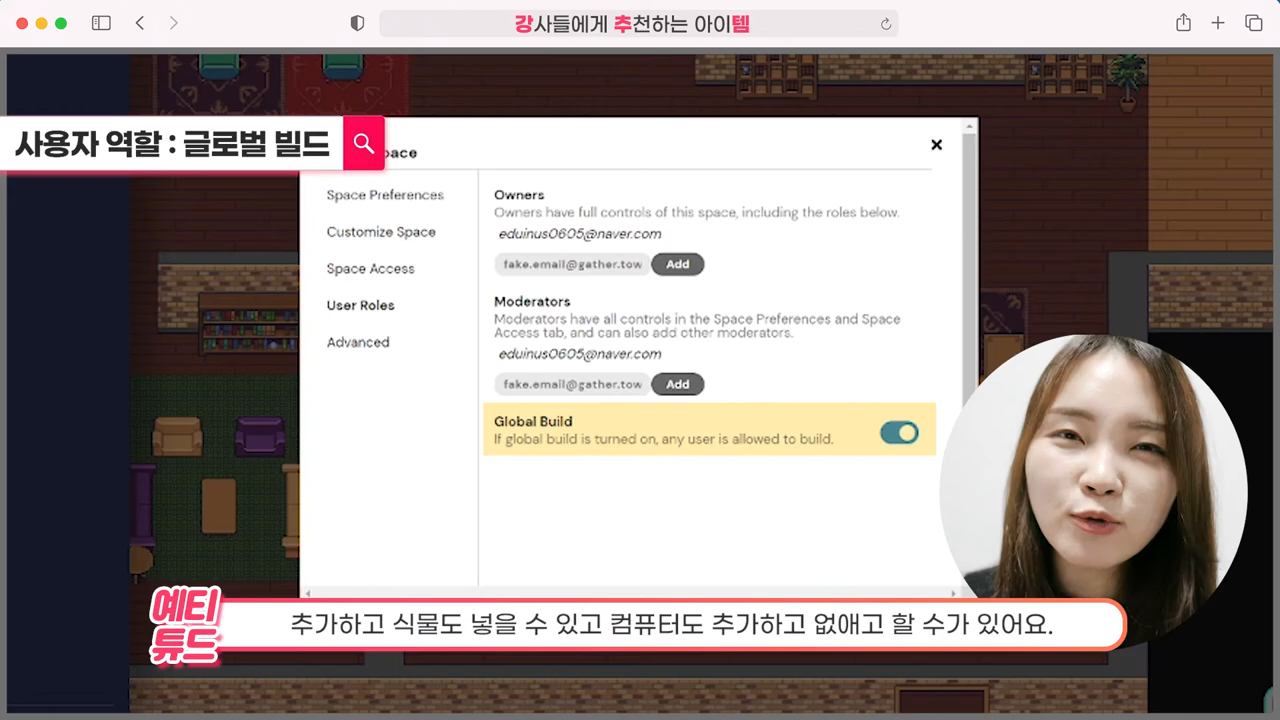 강사들에게 추천하는 아이템
사용자 역할 : 글로벌 빌드
pace
Space Preferences
Customize Space
Space Access
User Roles
Advanced
Owners
Owners have full controls of this space, including the roles below.
eduinus0605@naver.com
fake.email@gather.tow
Add
Moderators
Moderators have all controls in the Space Preferences and Space
Access tab, and can also add other moderators.
eduinus0605@naver.com
fake.email@gather.tow
Add
Global Build
If global build is turned on, any user is allowed to build.
예티
튜드
추가하고 식물도 넣을 수 있고 컴퓨터도 추가하고 없애고 할 수가 있어요.